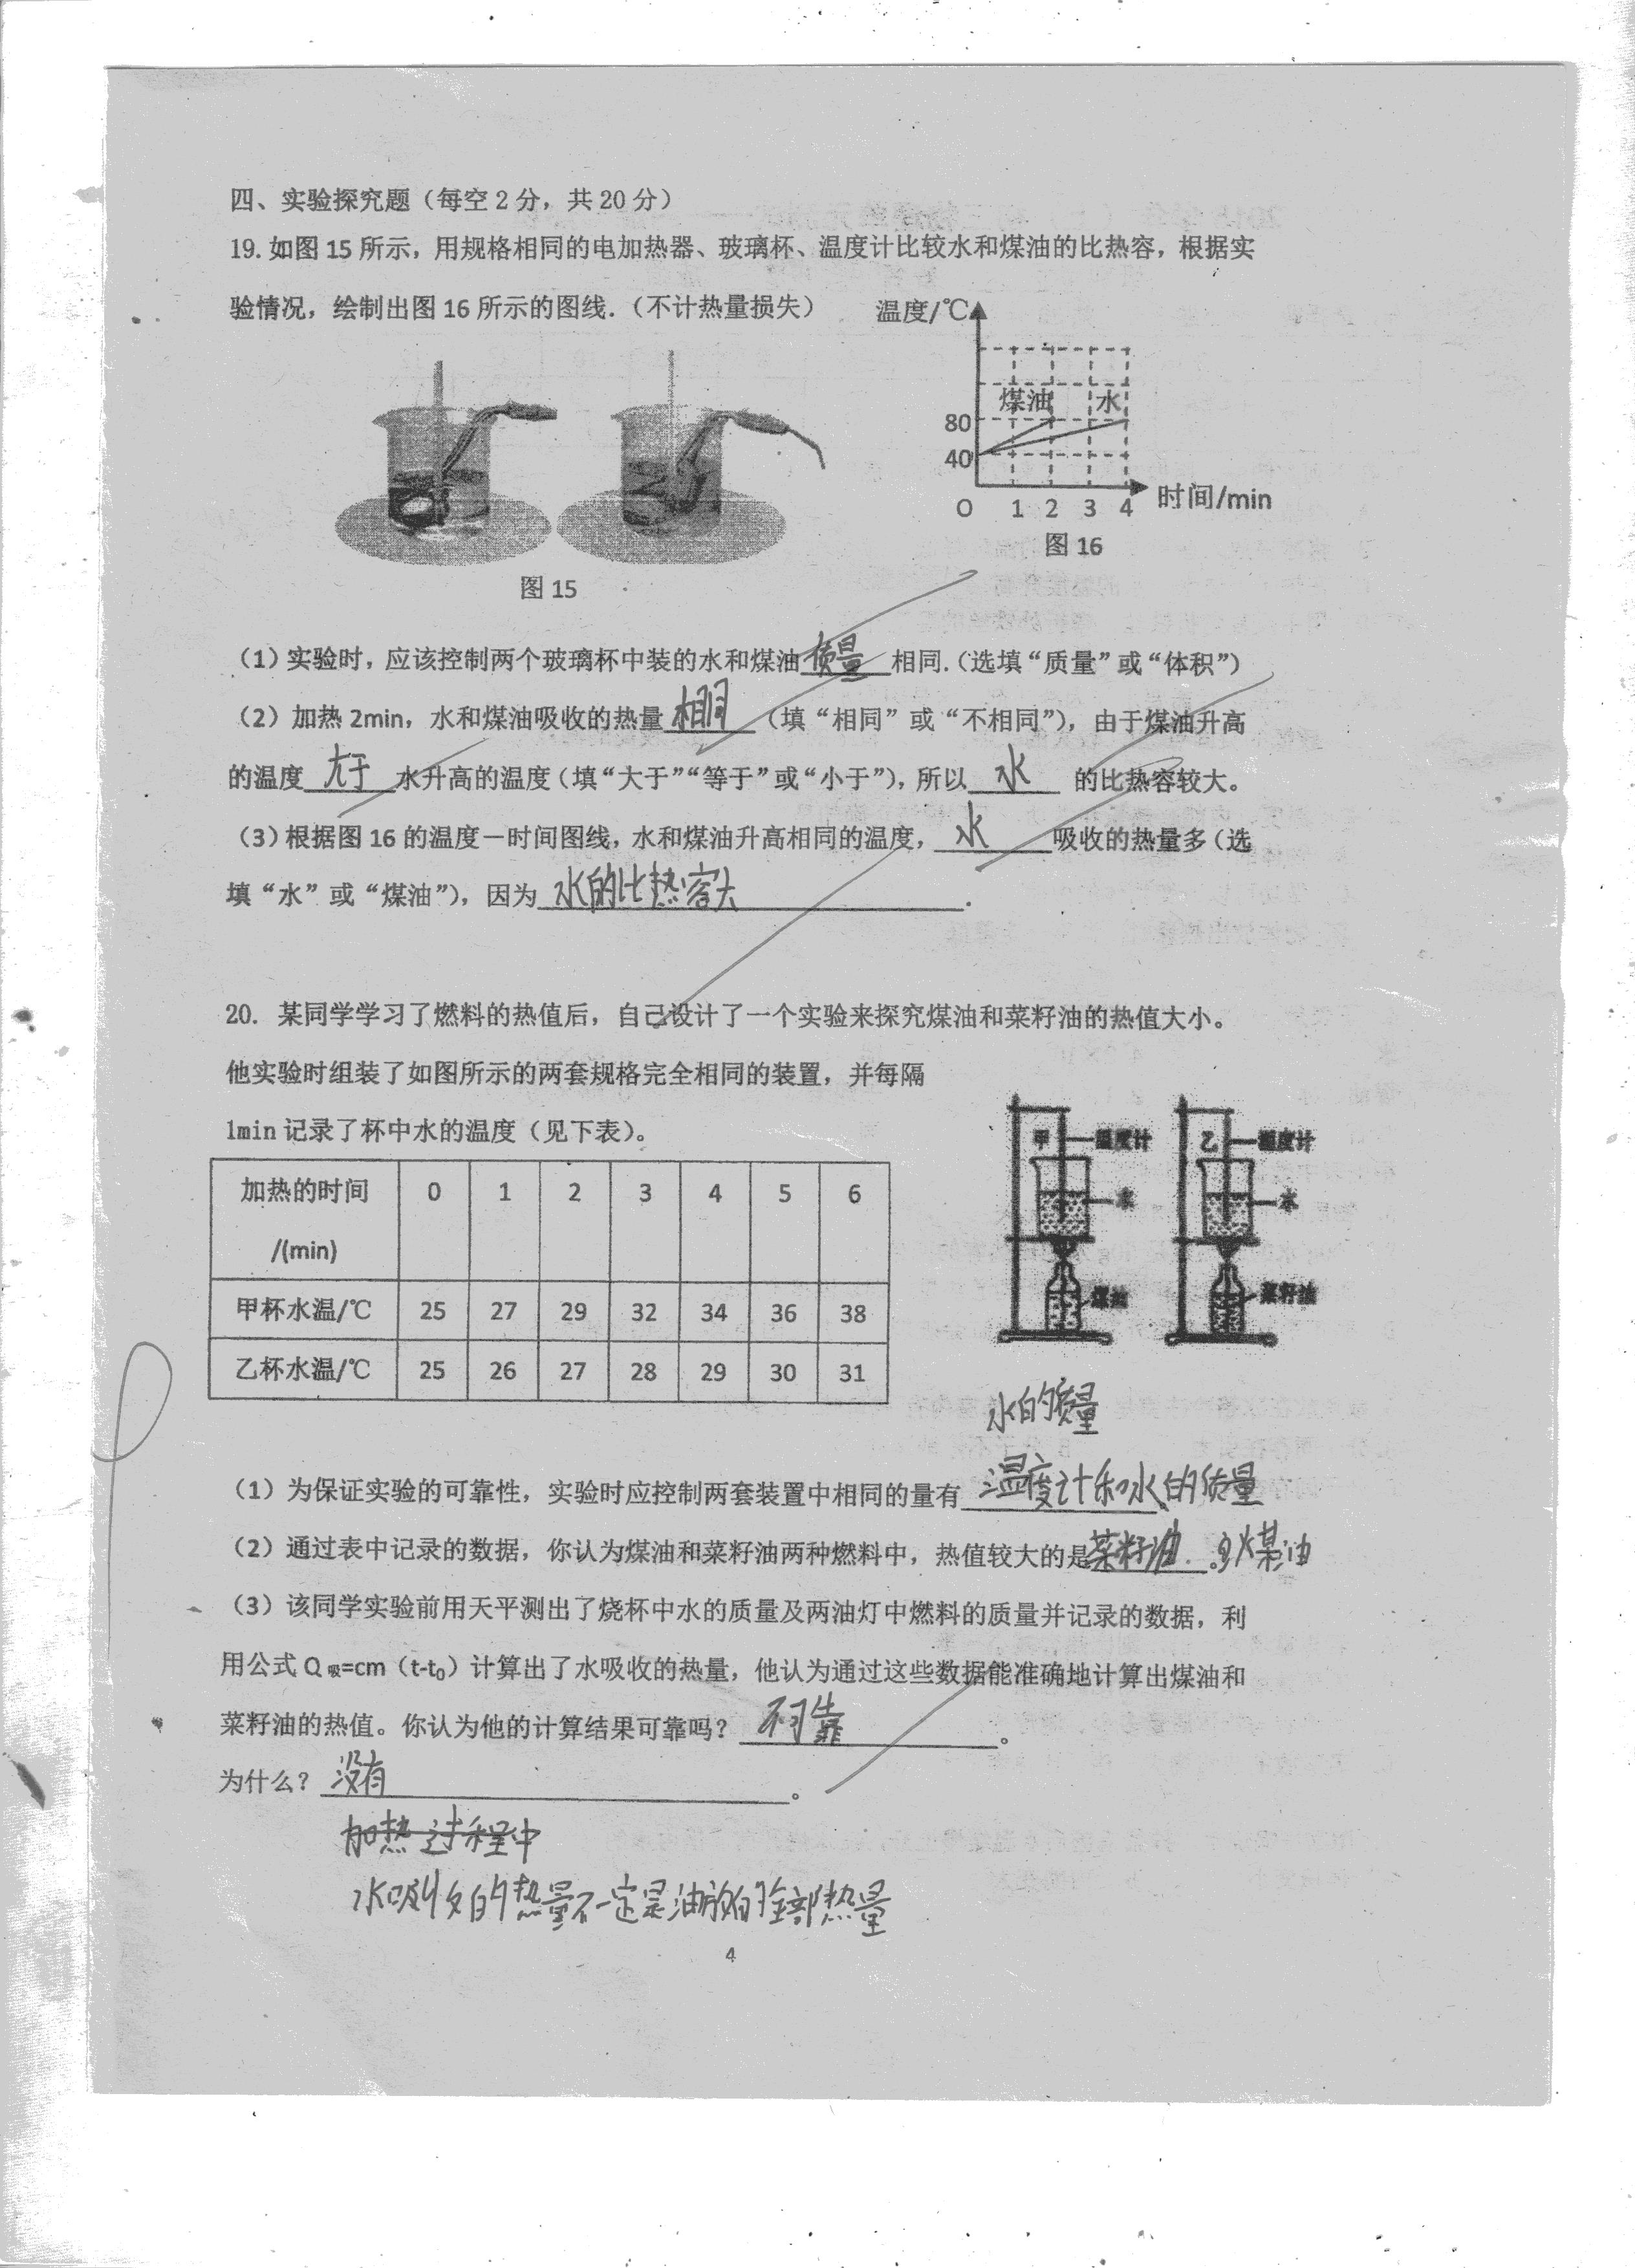 四、实验探究题（每空2分，共20分）
19.如图15所示，用规格相同的电加热器、玻璃杯、温度计比较水和煤油的比热容，根据实
验情况，绘制出图16所示的图线.（不计热量损失）
温度/℃
煤油 水
80
40
O 1 2 3 4 时间/min
图16
图15
（1）实验时，应该控制两个玻璃杯中装的水和煤油质量相同.（选填“质量”或“体积”）
（2）加热2min，水和煤油吸收的热量相同（填“相同”或“不相同”），由于煤油升高
的温度大于水升高的温度（填“大于”“等于”或“小于”），所以水的比热容较大。
（3）根据图16的温度－时间图线，水和煤油升高相同的温度，水吸收的热量多（选
填“水”或“煤油”），因为水的比热容大.
20. 某同学学习了燃料的热值后，自己设计了一个实验来探究煤油和菜籽油的热值大小。
他实验时组装了如图所示的两套规格完全相同的装置，并每隔
1min记录了杯中水的温度（见下表）。
加热的时间 0 1 2 3 4 5 6
/(min)
甲杯水温/℃ 25 27 29 32 34 36 38
乙杯水温/℃ 25 26 27 28 29 30 31
甲 温度计 乙 温度计
水 水
煤油 菜籽油
水的质量
（1）为保证实验的可靠性，实验时应控制两套装置中相同的量有温度计和水的质量
（2）通过表中记录的数据，你认为煤油和菜籽油两种燃料中，热值较大的是菜籽油。煤油
（3）该同学实验前用天平测出了烧杯中水的质量及两油灯中燃料的质量并记录的数据，利
用公式Q吸=cm（t-t₀）计算出了水吸收的热量，他认为通过这些数据能准确地计算出煤油和
菜籽油的热值。你认为他的计算结果可靠吗？不可靠。
为什么？没有。
加热过程中
水吸收的热量不一定是油放的全部热量
4